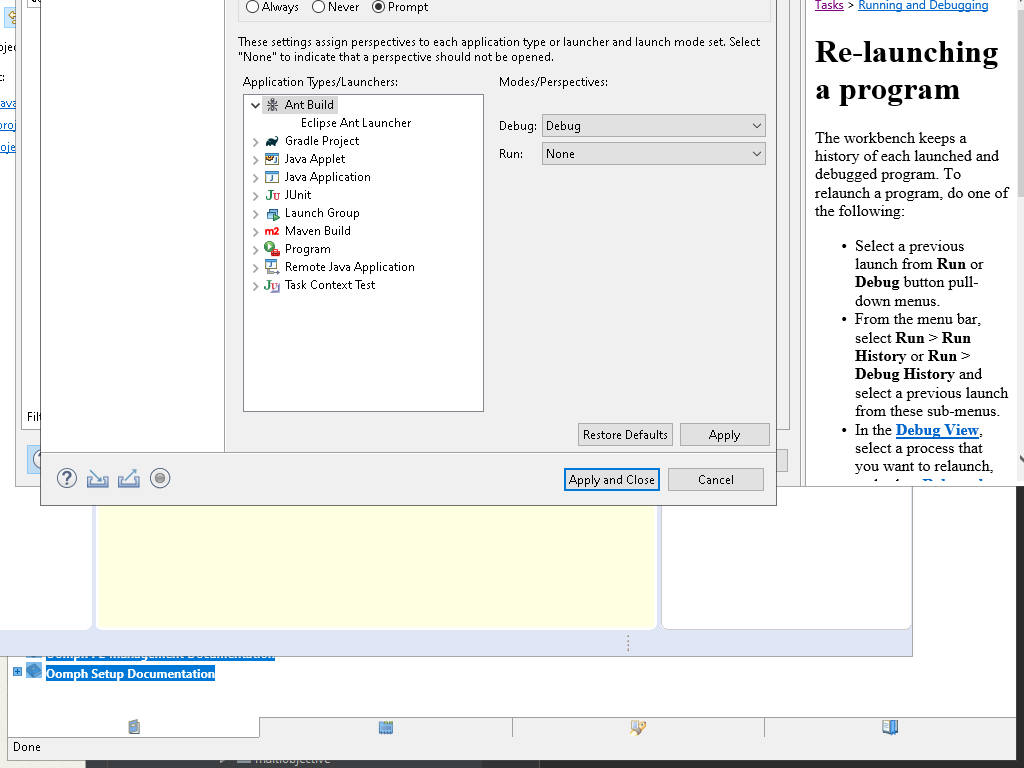 Always Never Prompt
These settings assign perspectives to each application type or launcher and launch mode set. Select
"None" to indicate that a perspective should not be opened.
Application Types/Launchers:
Ant Build
Eclipse Ant Launcher
Gradle Project
Java Applet
Java Application
JUnit
Launch Group
Maven Build
Program
Remote Java Application
Task Context Test
Modes/Perspectives:
Debug: Debug
Run: None
Restore Defaults Apply
Apply and Close Cancel
Tasks > Running and Debugging
Re-launching
a program
The workbench keeps a
history of each launched and
debugged program. To
relaunch a program, do one of
the following:
• Select a previous
launch from Run or
Debug button pull-
down menus.
• From the menu bar,
select Run > Run
History or Run >
Debug History and
select a previous launch
from these sub-menus.
• In the Debug View,
select a process that
you want to relaunch,
Oomph Setup Documentation
Done